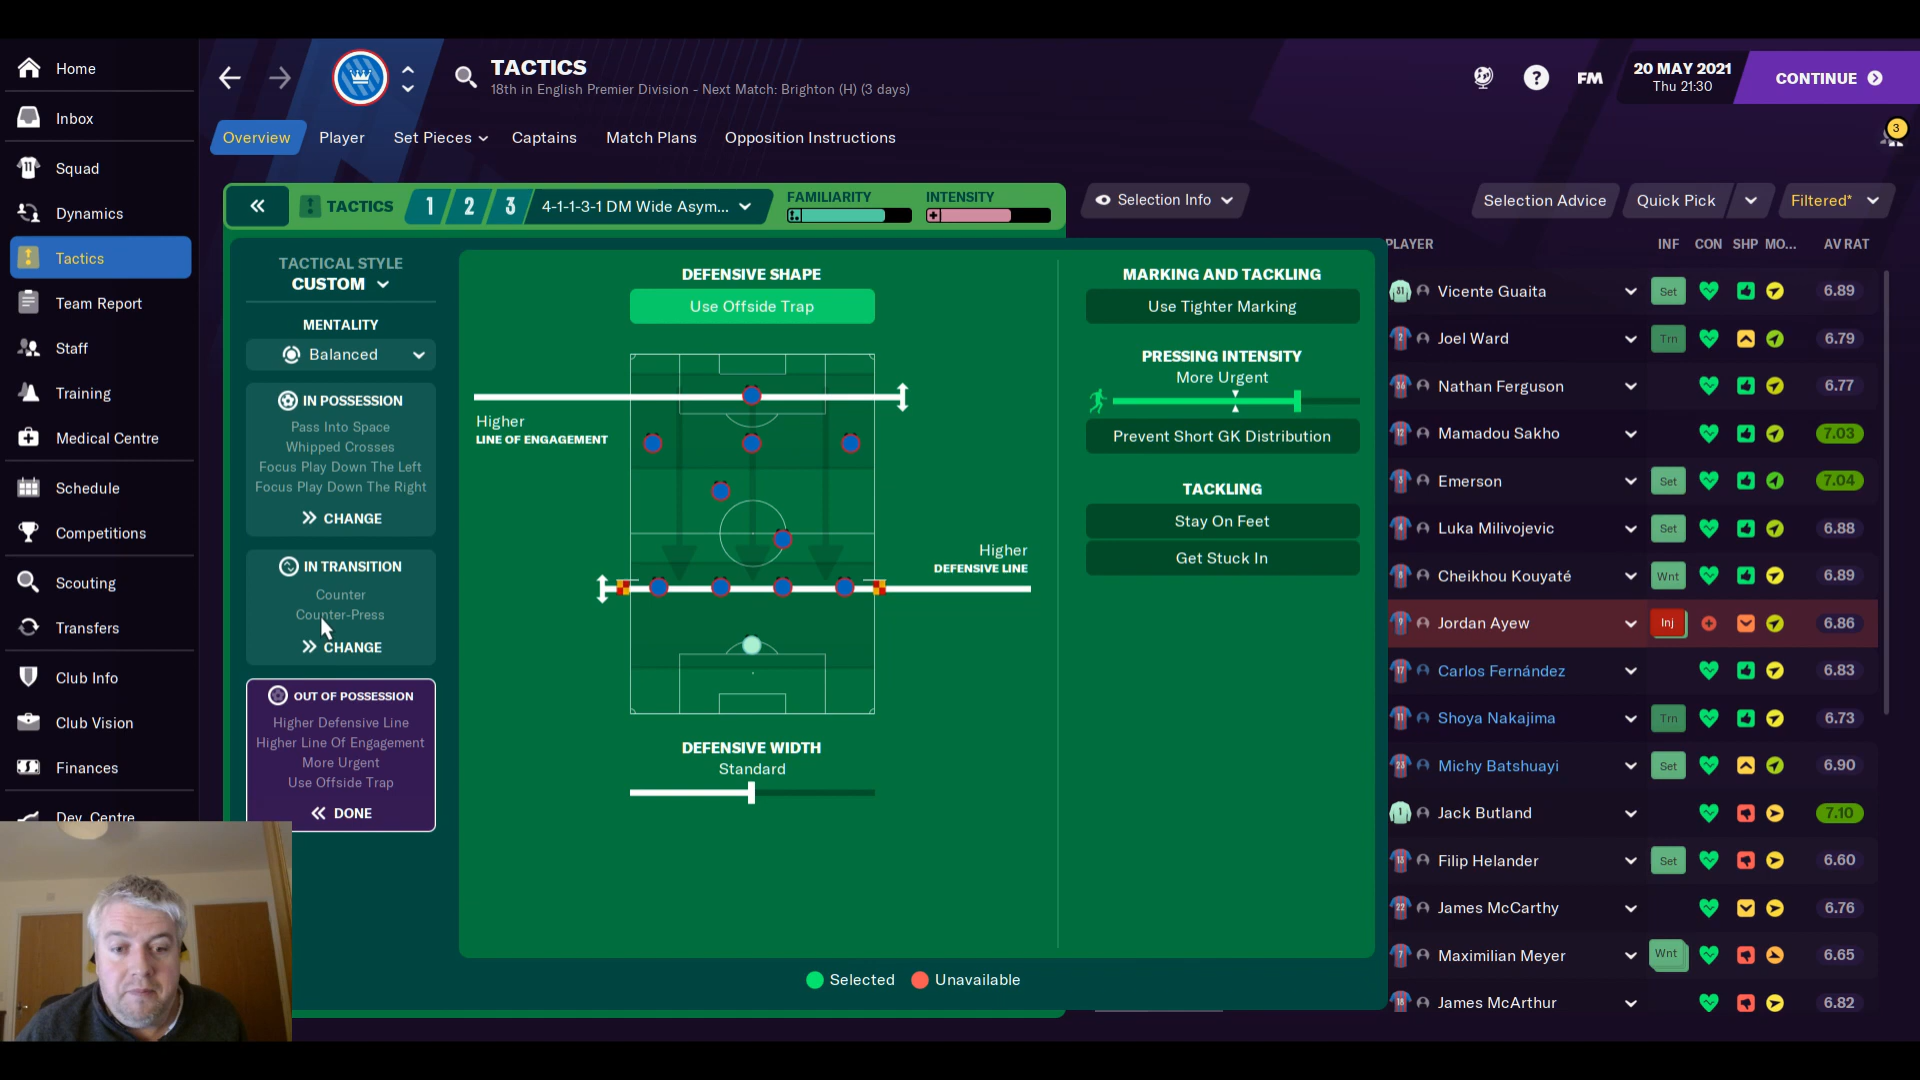 Home
Inbox
Squad
Dynamics
Tactics
Team Report
Staff
Training
Medical Centre
Schedule
Competitions
Scouting
Transfers
Club Info
Club Vision
Finances
Dev. Centre
TACTICS
18th in English Premier Division - Next Match: Brighton (H) (3 days)
FM
20 MAY 2021
Thu 21:30
CONTINUE
3
Overview
Player
Set Pieces
Captains
Match Plans
Opposition Instructions
TACTICS
1
2
3
4-1-1-3-1 DM Wide Asym...
FAMILIARITY
INTENSITY
Selection Info
Selection Advice
Quick Pick
Filtered*
TACTICAL STYLE
CUSTOM
MENTALITY
Balanced
IN POSSESSION
Pass Into Space
Whipped Crosses
Focus Play Down The Left
Focus Play Down The Right
CHANGE
IN TRANSITION
Counter
Counter-Press
CHANGE
OUT OF POSSESSION
Higher Defensive Line
Higher Line Of Engagement
More Urgent
Use Offside Trap
DONE
DEFENSIVE SHAPE
Use Offside Trap
Higher
LINE OF ENGAGEMENT
Higher
DEFENSIVE LINE
DEFENSIVE WIDTH
Standard
MARKING AND TACKLING
Use Tighter Marking
PRESSING INTENSITY
More Urgent
Prevent Short GK Distribution
TACKLING
Stay On Feet
Get Stuck In
Selected
Unavailable
PLAYER INF CON SHP MO... AV RAT
Vicente Guaita Set 6.89
Joel Ward Trn 6.79
Nathan Ferguson 6.77
Mamadou Sakho 7.03
Emerson Set 7.04
Luka Milivojevic Set 6.88
Cheikhou Kouyaté Wnt 6.89
Jordan Ayew Inj 6.86
Carlos Fernández 6.83
Shoya Nakajima Trn 6.73
Michy Batshuayi Set 6.90
Jack Butland 7.10
Filip Helander Set 6.60
James McCarthy 6.76
Maximilian Meyer Wnt 6.65
James McArthur 6.82